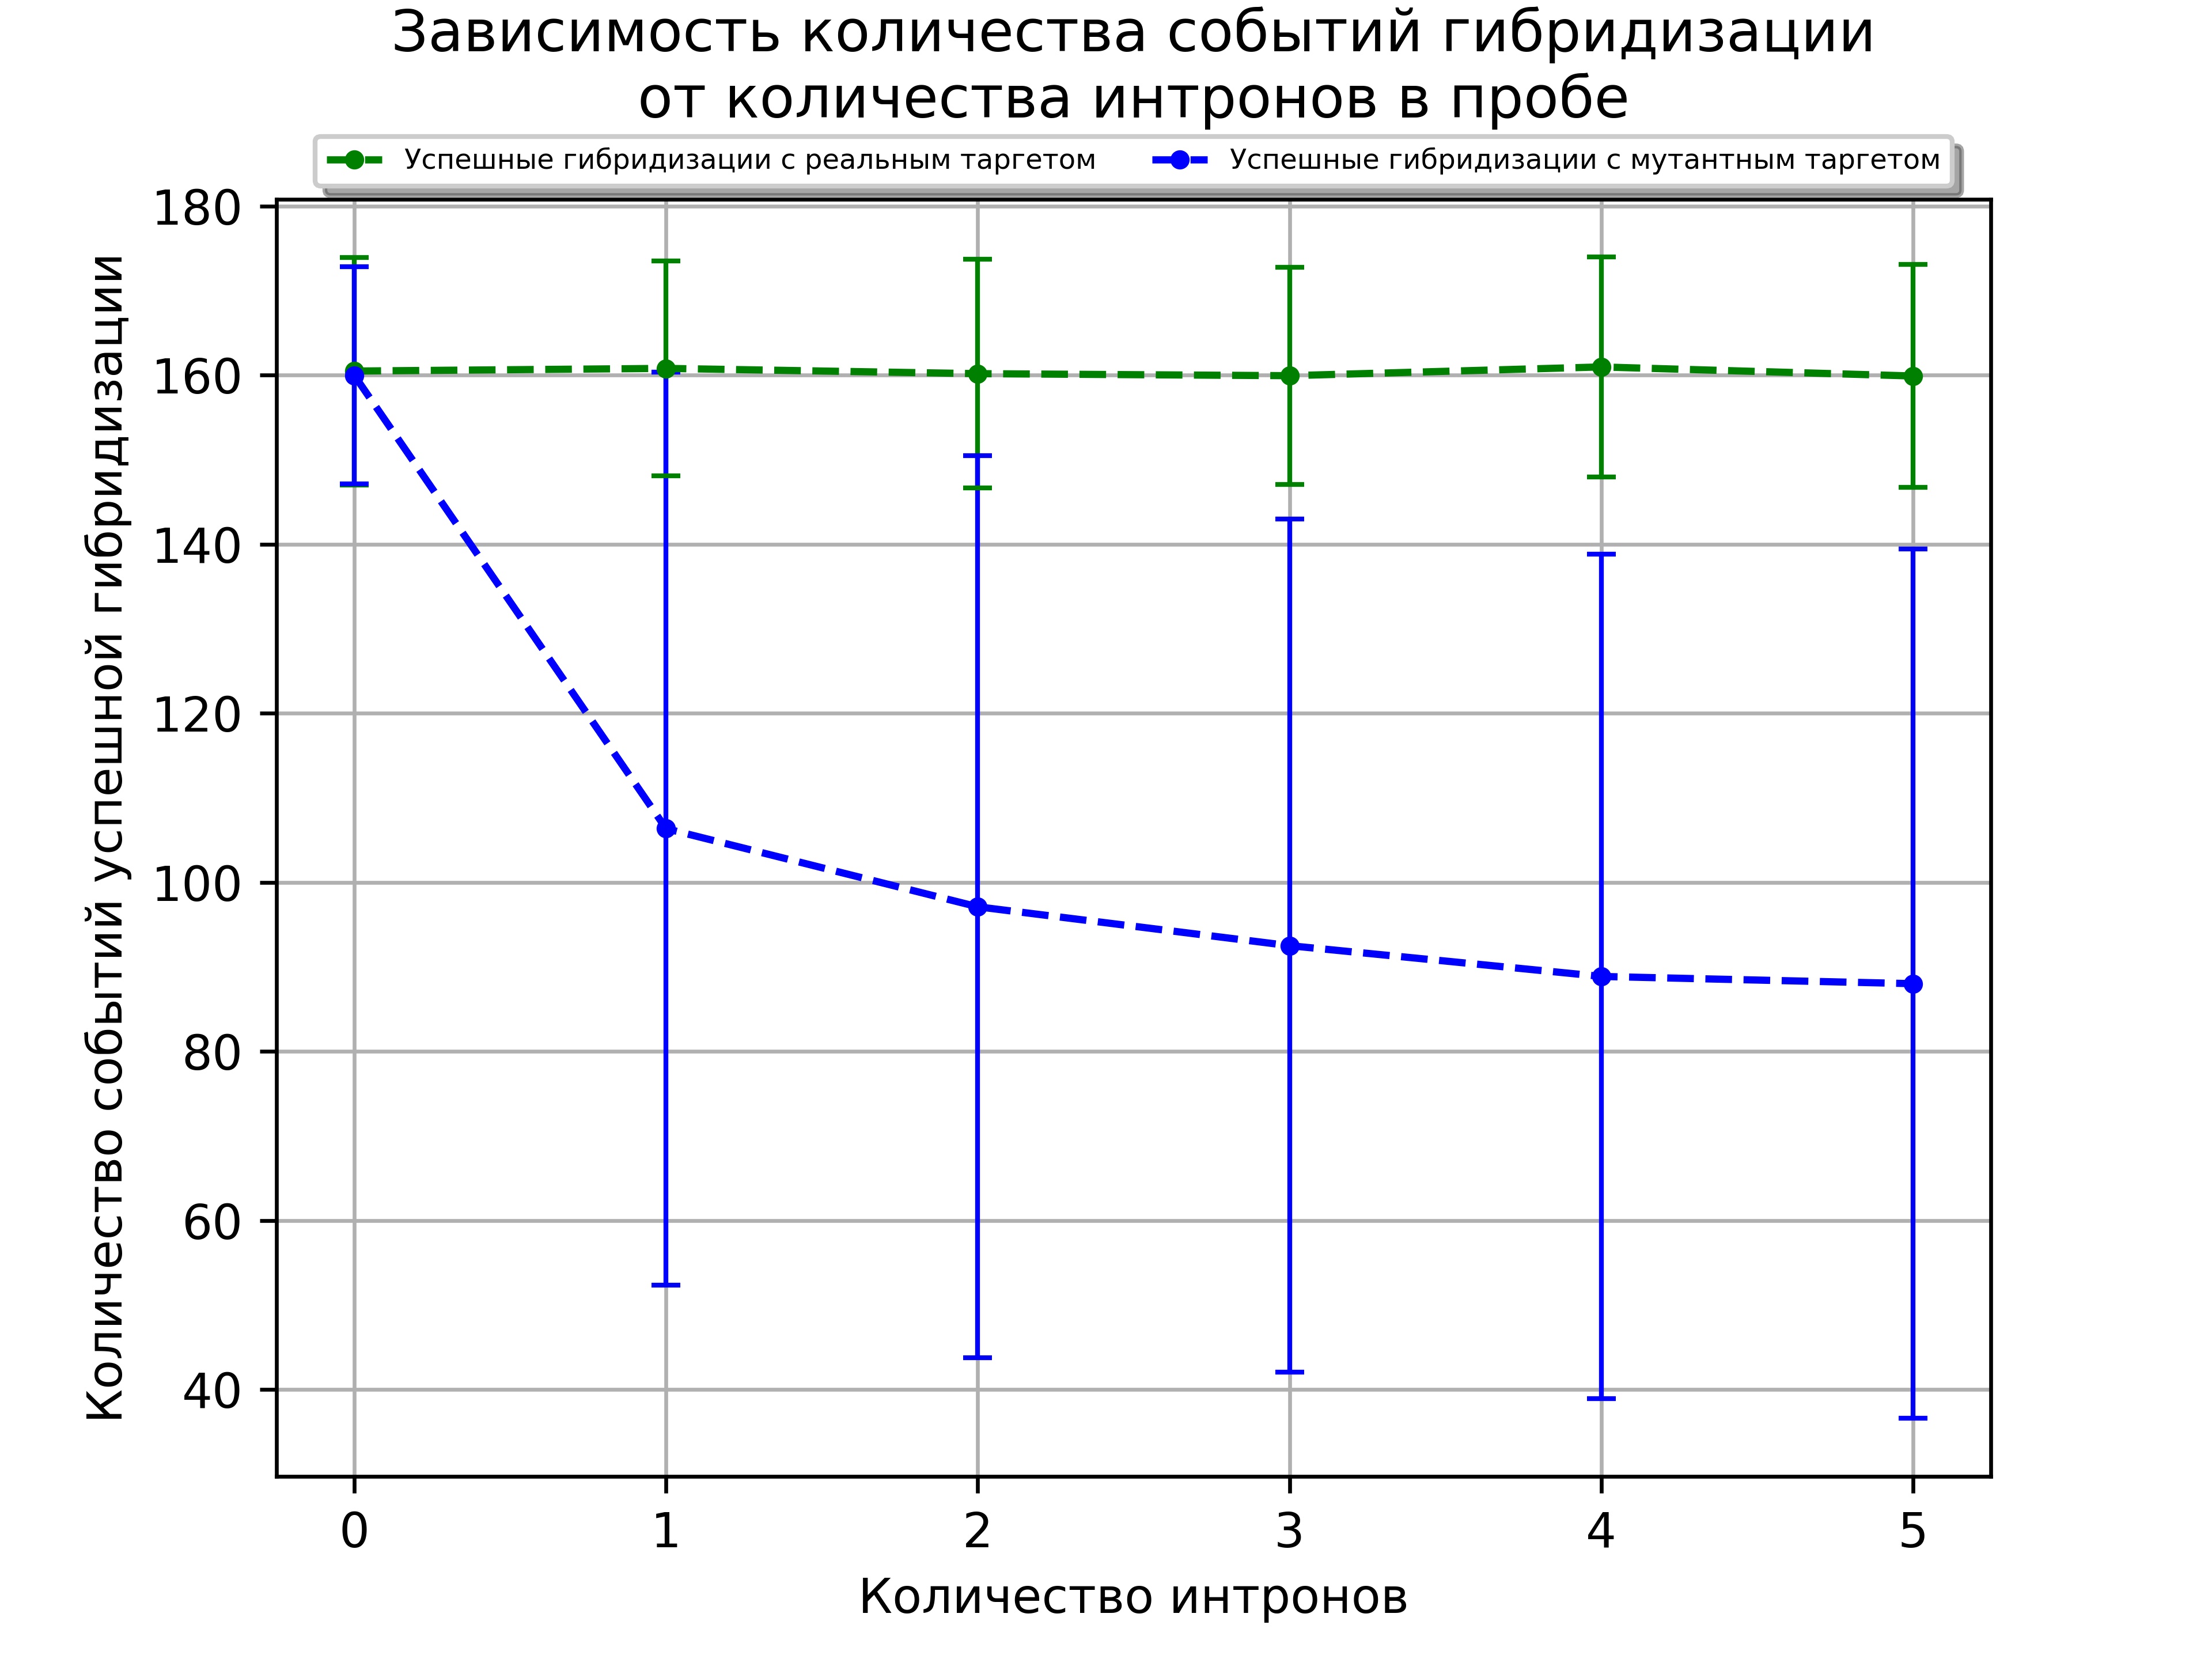 Зависимость количества событий гибридизации
от количества интронов в пробе
Успешные гибридизации с реальным таргетом
Успешные гибридизации с мутантным таргетом
Количество событий успешной гибридизации
180
160
140
120
100
80
60
40
0 1 2 3 4 5
Количество интронов